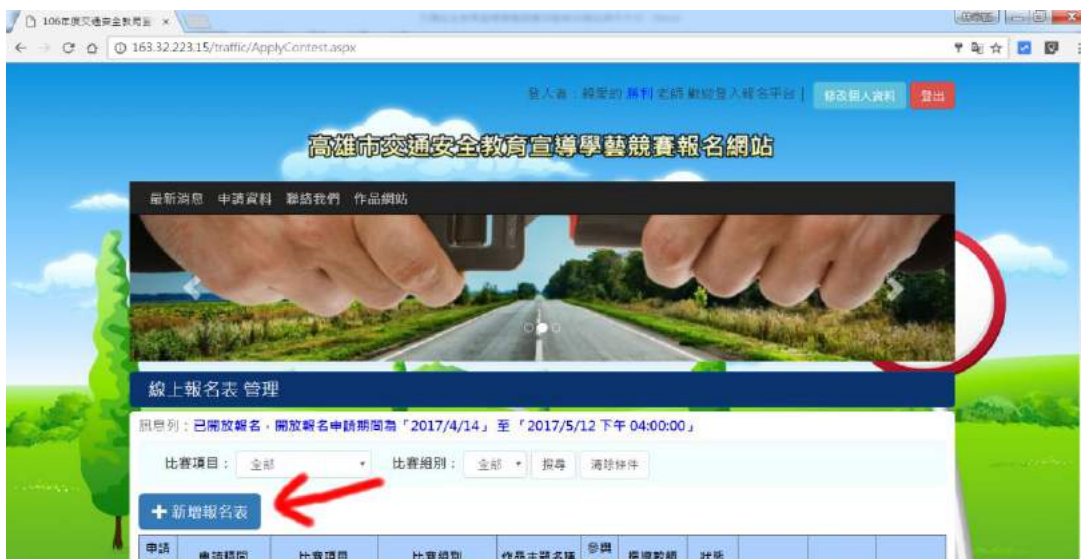 106年度交通安全教育宣
163.32.223.15/traffic/ApplyContest.aspx
登入者：親愛的 勝利 老師 歡迎登入報名平台 | 修改個人資料 登出
高雄市交通安全教育宣導學藝競賽報名網站
最新消息 申請資料 聯絡我們 作品網站
線上報名表 管理
訊息列：已開放報名，開放報名申請期間為「2017/4/14」至「2017/5/12 下午 04:00:00」
比賽項目： 全部 比賽組別： 全部 搜尋 清除條件
+ 新增報名表
申請 申請時間 比賽項目 比賽組別 作品主題名稱 參與 指導教師 狀態